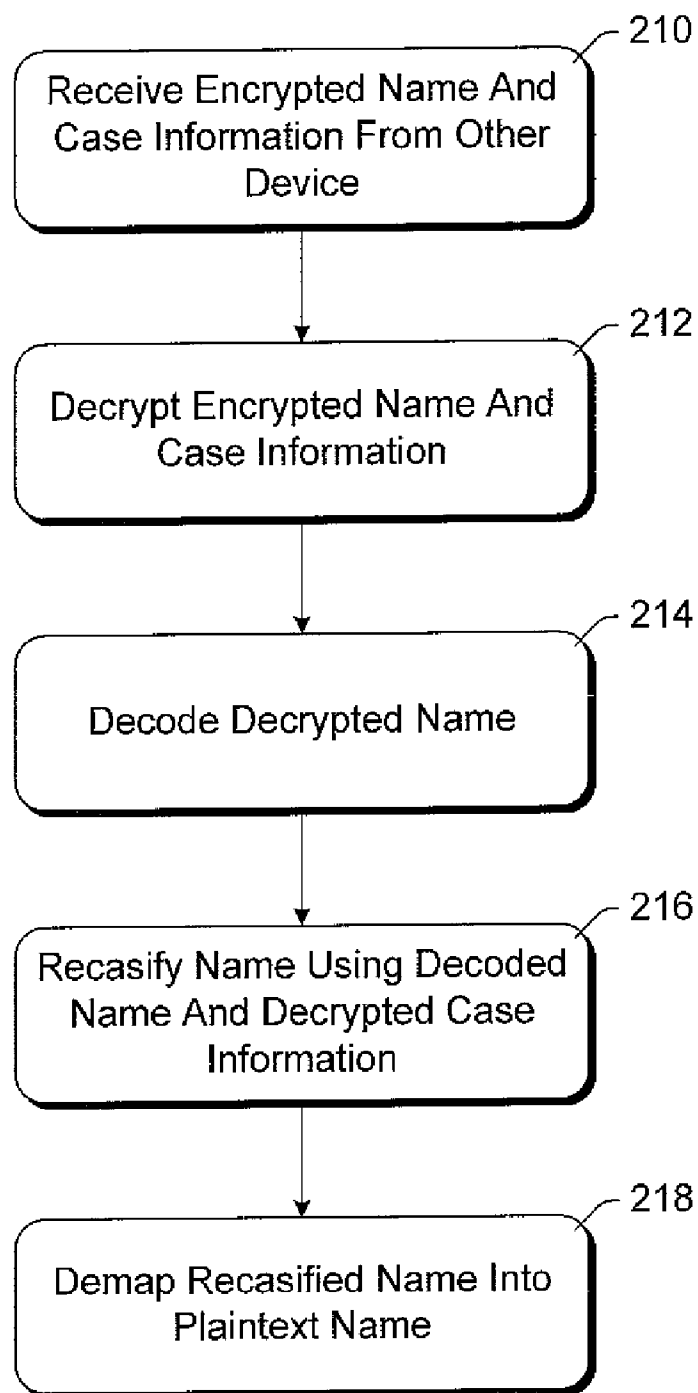 210
Receive Encrypted Name And
Case Information From Other
Device
212
Decrypt Encrypted Name And
Case Information
214
Decode Decrypted Name
216
Recasify Name Using Decoded
Name And Decrypted Case
Information
218
Demap Recasified Name Into
Plaintext Name